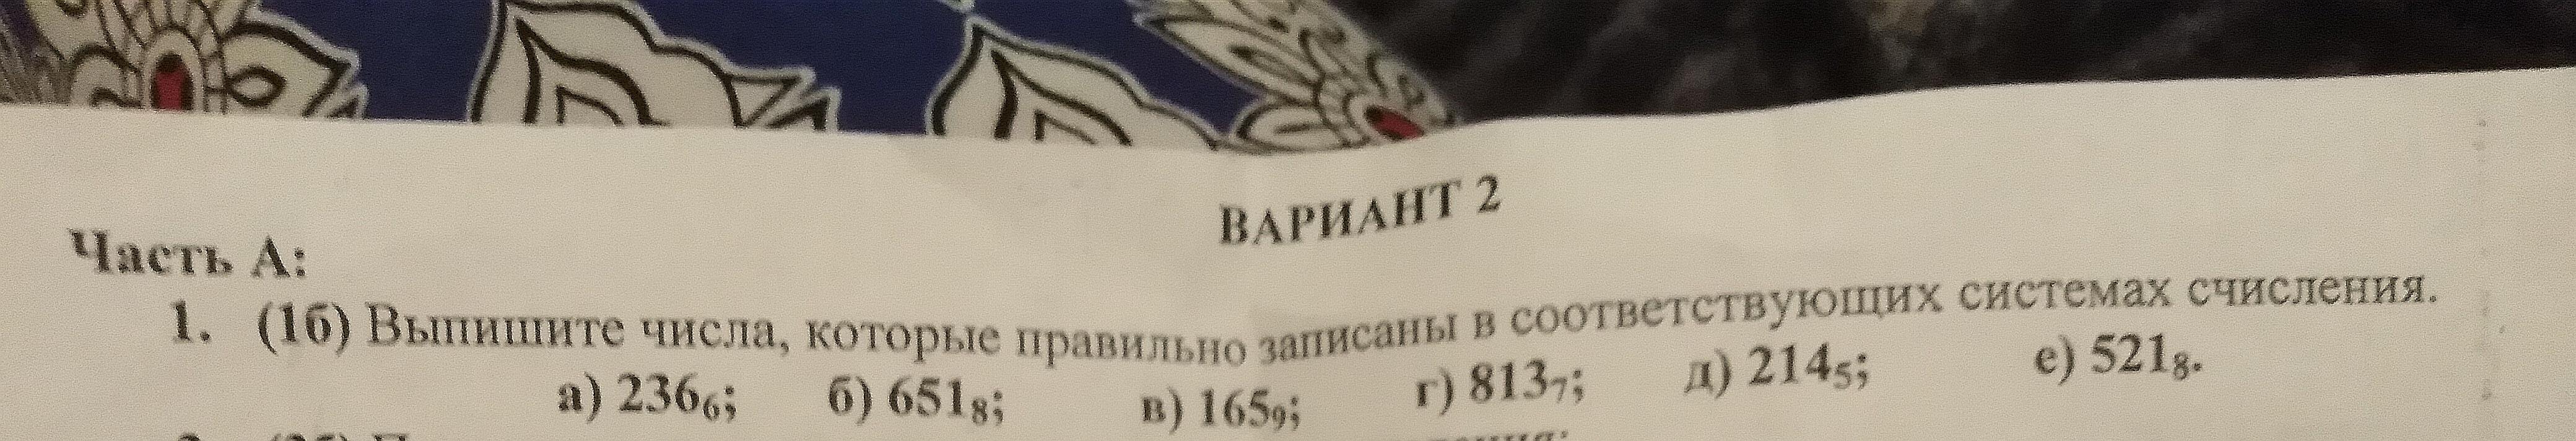 ВАРИАНТ 2
Часть А:
1. (1б) Выпишите числа, которые правильно записаны в соответствующих системах счисления.
а) 236₆; б) 651₈; в) 165₉; г) 813₇; д) 214₅; е) 521₈.